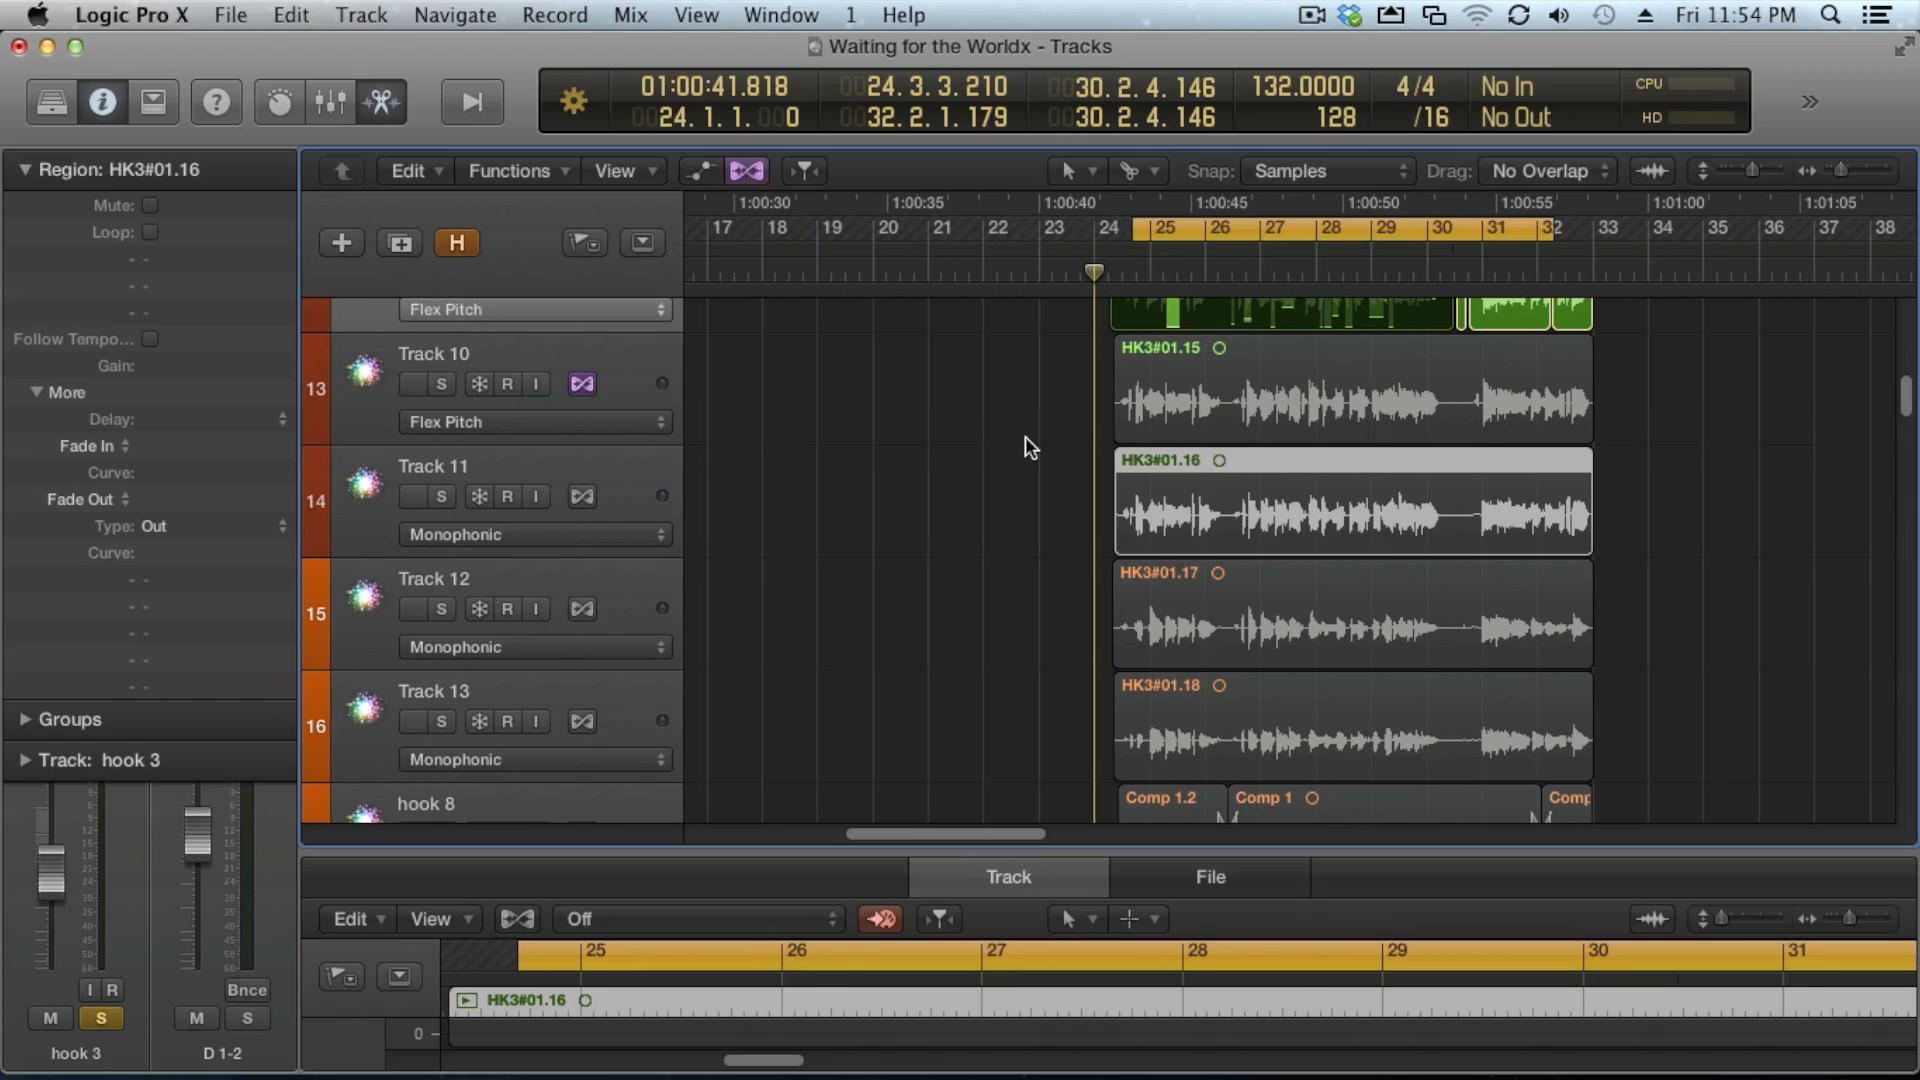 Logic Pro X File Edit Track Navigate Record Mix View Window 1 Help Fri 11:54 PM
Waiting for the Worldx - Tracks
01:00:41.818 24. 3. 3. 210 30. 2. 4. 146 132.0000 4/4 No In CPU
24. 1. 1. 0 32. 2. 1. 179 30. 2. 4. 146 128 /16 No Out HD
Region: HK3#01.16
Edit Functions View Snap: Samples Drag: No Overlap
Mute:
Loop:
- -
- -
- -
Follow Tempo...
Gain:
More
Delay:
Fade In
Curve:
Fade Out
Type: Out
Curve:
- -
- -
- -
- -
- -
Groups
Track: hook 3
1:00:30 1:00:35 1:00:40 1:00:45 1:00:50 1:00:55 1:01:00 1:01:05
17 18 19 20 21 22 23 24 25 26 27 28 29 30 31 32 33 34 35 36 37 38
H
Flex Pitch
13 Track 10
S R I
Flex Pitch
HK3#01.15
14 Track 11
S R I
Monophonic
HK3#01.16
15 Track 12
S R I
Monophonic
HK3#01.17
16 Track 13
S R I
Monophonic
HK3#01.18
hook 8
Comp 1.2 Comp 1 Comp
Track File
Edit View Off
25 26 27 28 29 30 31
HK3#01.16
0
I R Bnce
M S M S
hook 3 D 1-2